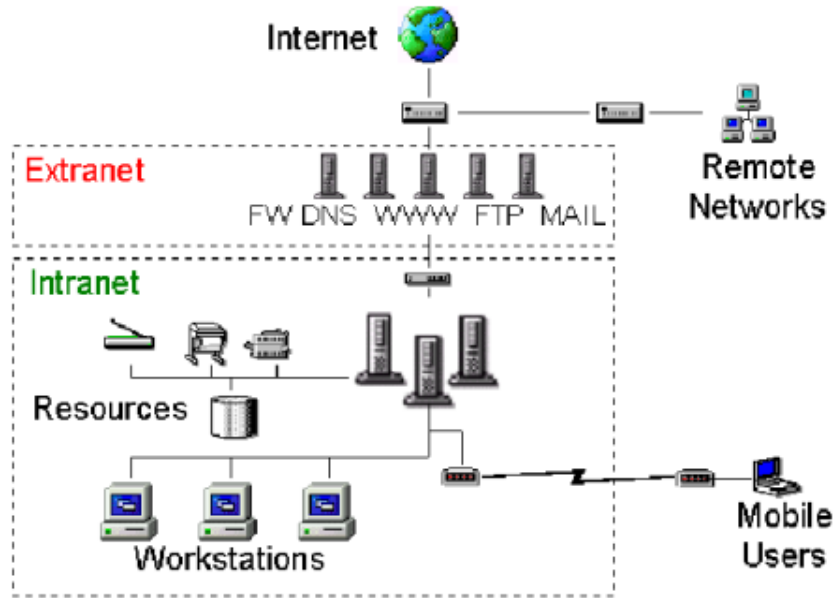 Internet
Extranet
FW DNS WWW FTP MAIL
Remote
Networks
Intranet
Resources
Workstations
Mobile
Users